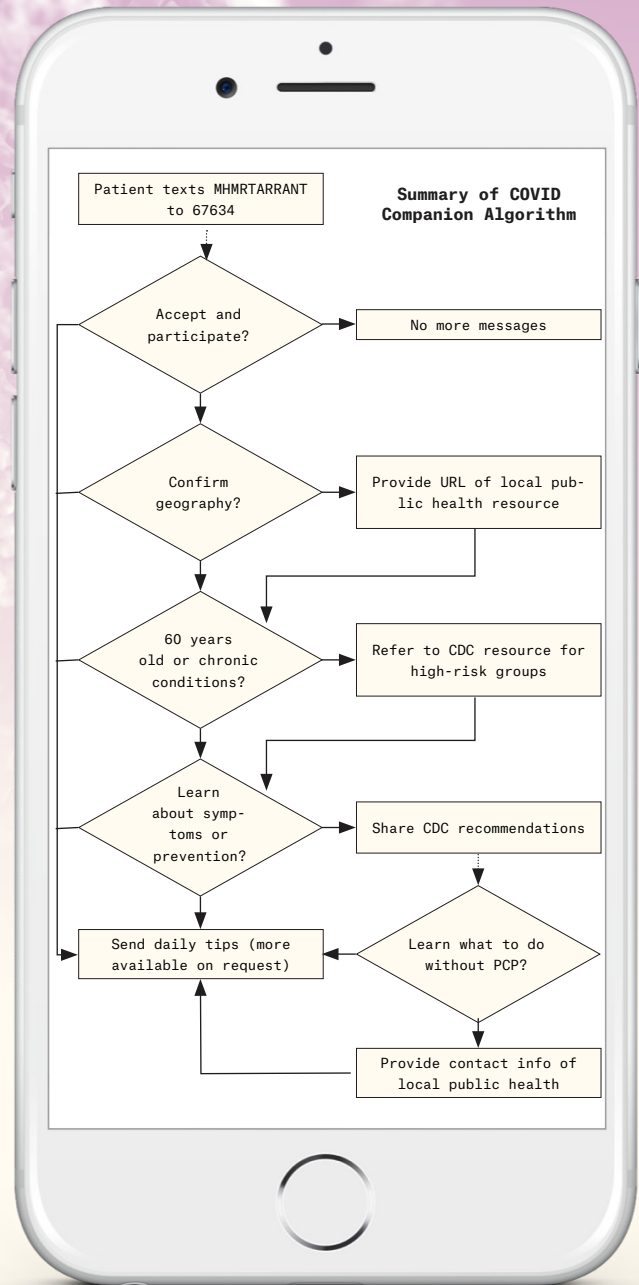 Summary of COVID
Companion Algorithm
Patient texts MHMRTARRANT
to 67634
Accept and
participate?
No more messages
Confirm
geography?
Provide URL of local pub-
lic health resource
60 years
old or chronic
conditions?
Refer to CDC resource for
high-risk groups
Learn
about symp-
toms or
prevention?
Share CDC recommendations
Send daily tips (more
available on request)
Learn what to do
without PCP?
Provide contact info of
local public health